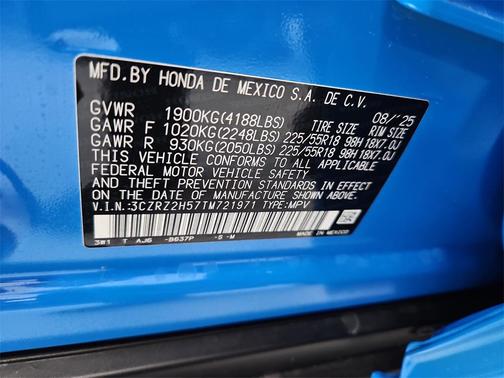 MFD.BY HONDA DE MEXICO S.A. DE C.V.
08/'25
GVWR 1900KG(4188LBS) TIRE SIZE RIM SIZE
GAWR F 1020KG(2248LBS) 225/55R18 98H 18X7.0J
GAWR R 930KG(2050LBS) 225/55R18 98H 18X7.0J
THIS VEHICLE CONFORMS TO ALL APPLICABLE
FEDERAL MOTOR VEHICLE SAFETY
AND THEFT PREVENTION STANDARDS IN EFFECT
ON THE DATE OF MANUFACTURE SHOWN ABOVE.
V.I.N.:3CZRZ2H57TM721971 TYPE:MPV
3W1 T AJ6 -B637P -S -M MADE IN MEXICO